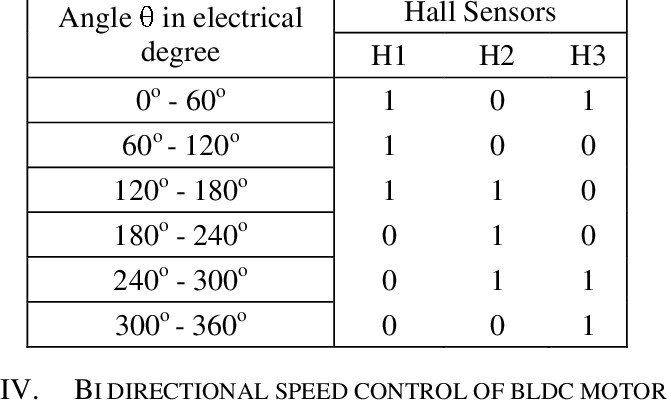 Angle θ in electrical degree Hall Sensors
H1 H2 H3
0° - 60° 1 0 1
60° - 120° 1 0 0
120° - 180° 1 1 0
180° - 240° 0 1 0
240° - 300° 0 1 1
300° - 360° 0 0 1
IV. BI DIRECTIONAL SPEED CONTROL OF BLDC MOTOR